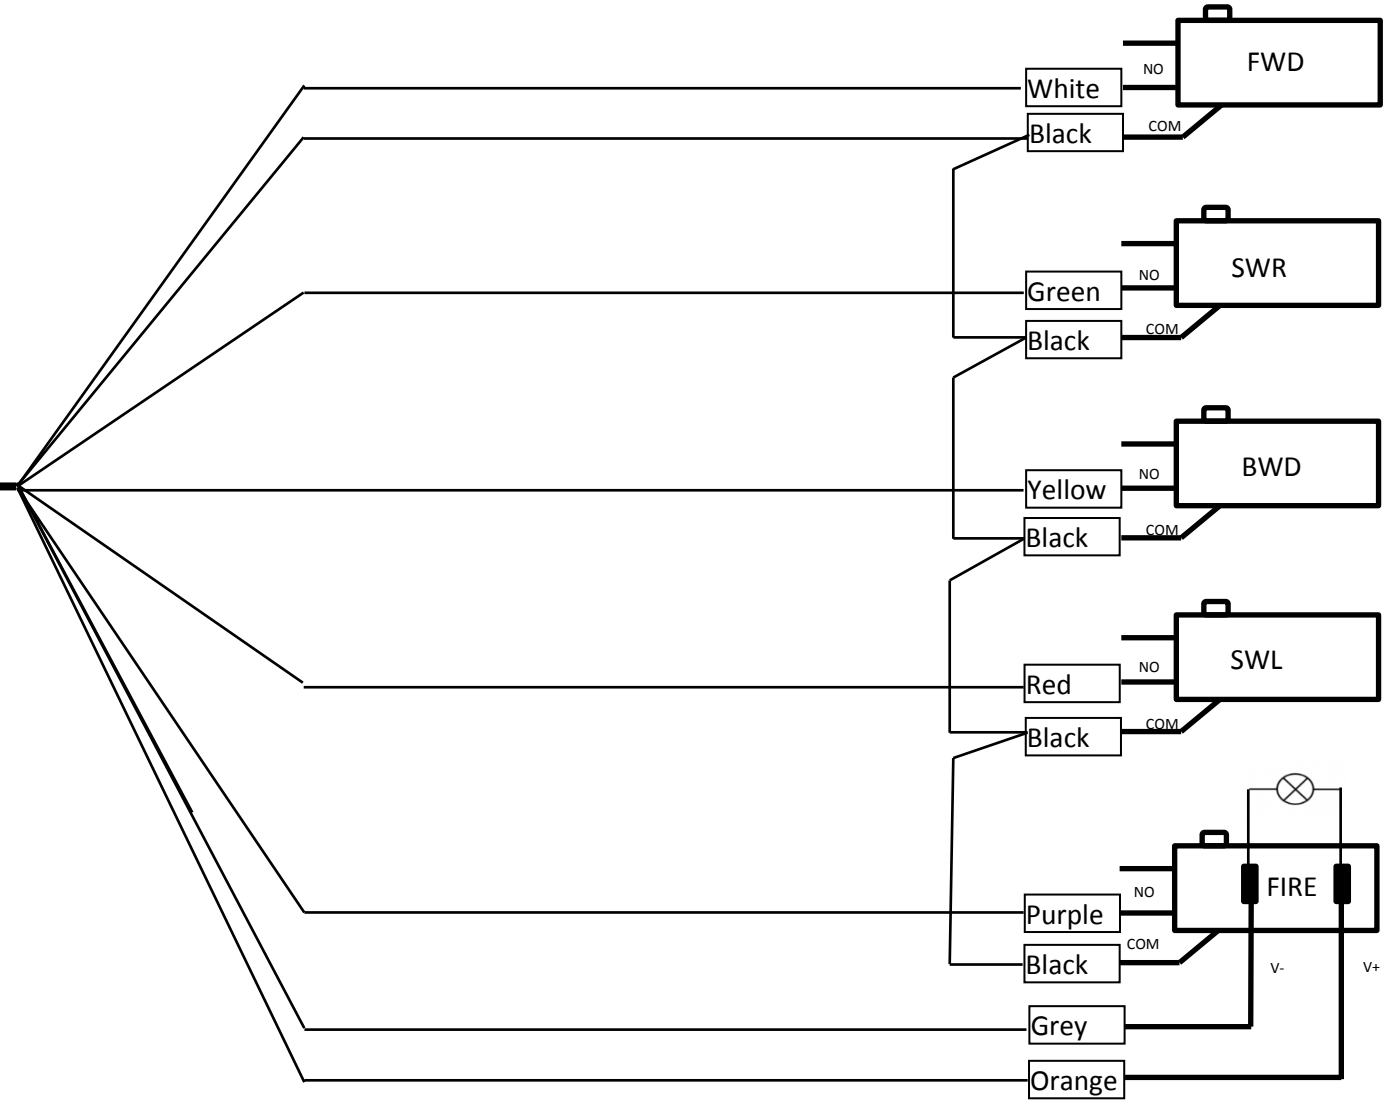 FWD
NO
White
COM
Black
SWR
NO
Green
COM
Black
BWD
NO
Yellow
COM
Black
SWL
NO
Red
COM
Black
FIRE
NO
Purple
COM
Black
V-
V+
Grey
Orange